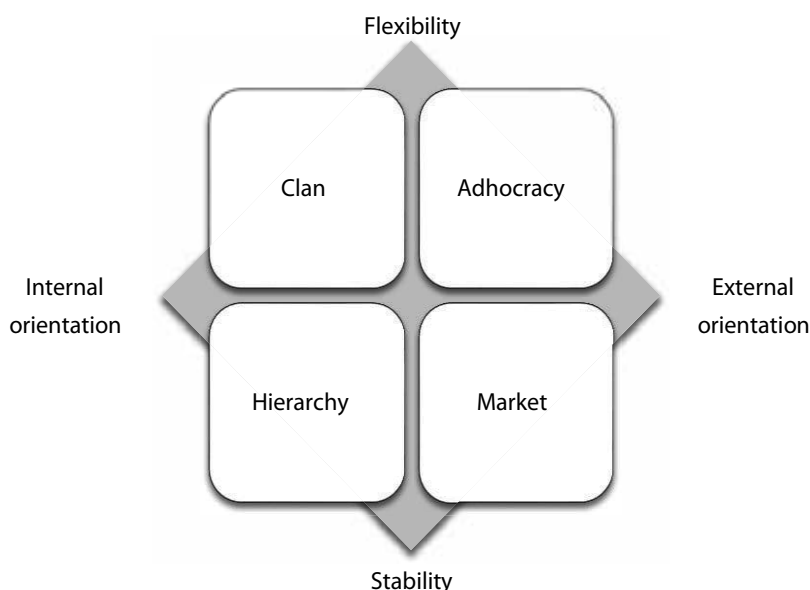 Flexibility
Clan
Adhocracy
Internal
orientation
External
orientation
Hierarchy
Market
Stability